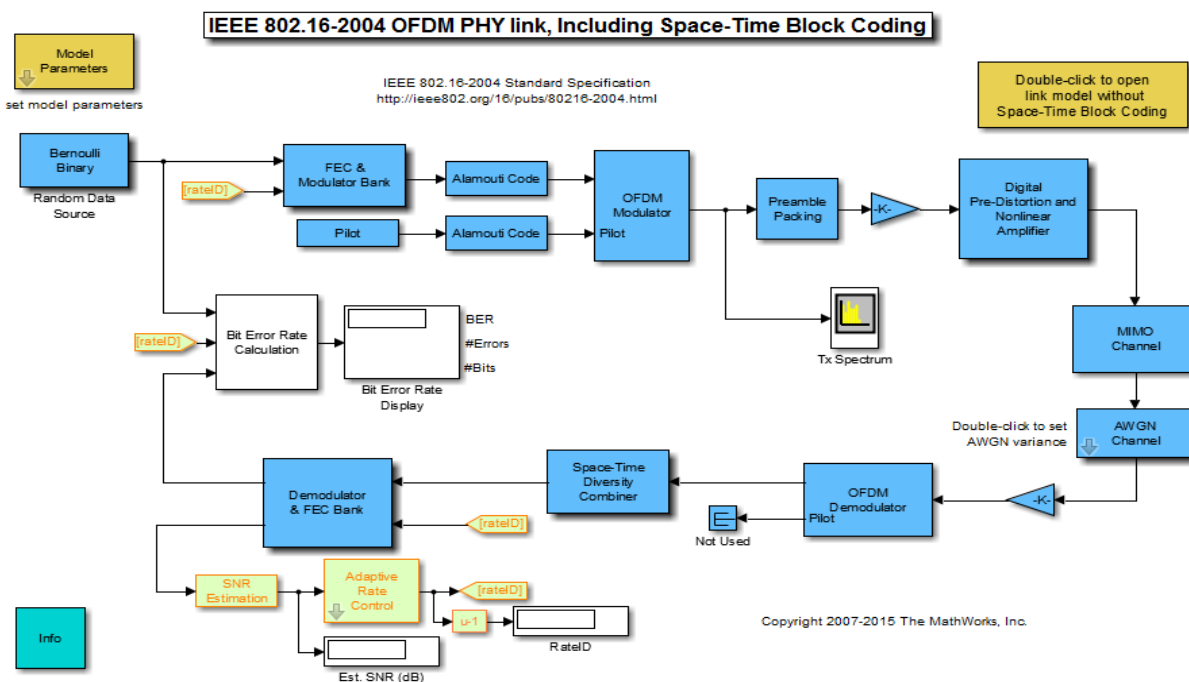 IEEE 802.16-2004 OFDM PHY link, Including Space-Time Block Coding
Model
Parameters
set model parameters
IEEE 802.16-2004 Standard Specification
http://ieee802.org/16/pubs/80216-2004.html
Double-click to open
link model without
Space-Time Block Coding
Bernoulli
Binary
Random Data
Source
[rateID]
FEC &
Modulator Bank
Alamouti Code
Pilot
Alamouti Code
OFDM
Modulator
Pilot
Preamble
Packing
-K-
Digital
Pre-Distortion and
Nonlinear
Amplifier
Tx Spectrum
MIMO
Channel
[rateID]
Bit Error Rate
Calculation
BER
#Errors
#Bits
Bit Error Rate
Display
Double-click to set
AWGN variance
AWGN
Channel
Demodulator
& FEC Bank
Space-Time
Diversity
Combiner
[rateID]
OFDM
Demodulator
Pilot
Not Used
-K-
SNR
Estimation
Adaptive
Rate
Control
[rateID]
u-1
RateID
Est. SNR (dB)
Info
Copyright 2007-2015 The MathWorks, Inc.